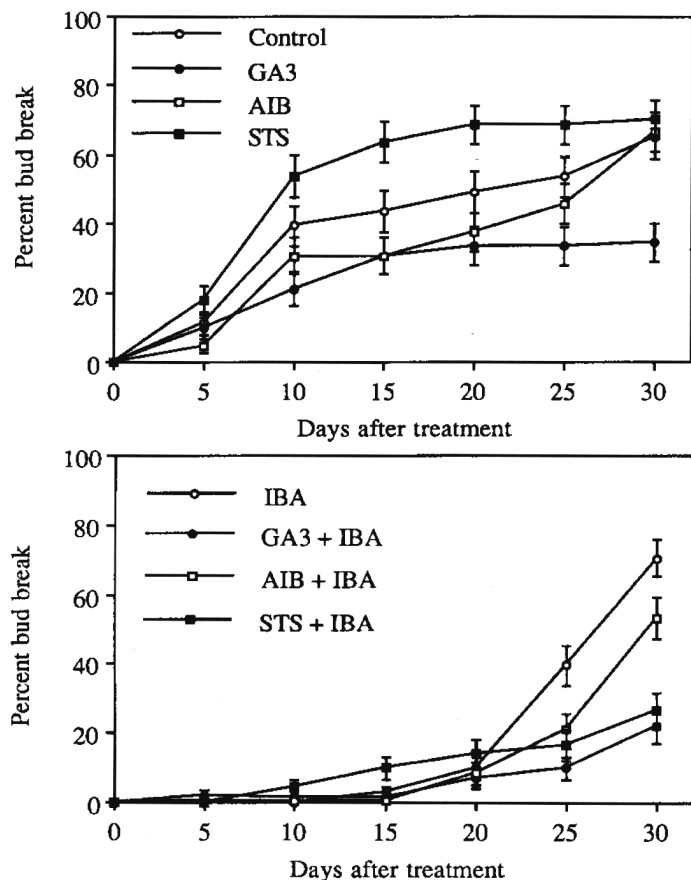 100
80
60
40
20
0
Percent bud break
Control
GA3
AIB
STS
0 5 10 15 20 25 30
Days after treatment
100
80
60
40
20
0
Percent bud break
IBA
GA3 + IBA
AIB + IBA
STS + IBA
0 5 10 15 20 25 30
Days after treatment